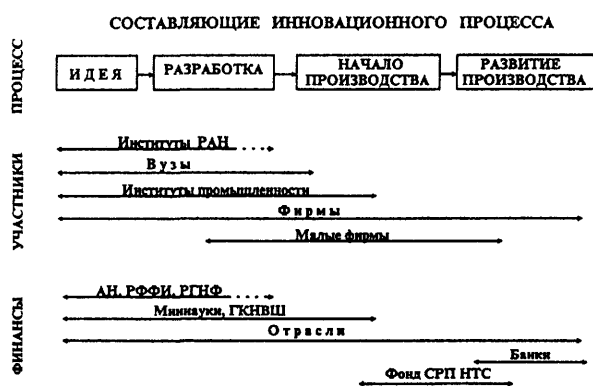 СОСТАВЛЯЮЩИЕ ИННОВАЦИОННОГО ПРОЦЕССА
ПРОЦЕСС
ИДЕЯ
РАЗРАБОТКА
НАЧАЛО
ПРОИЗВОДСТВА
РАЗВИТИЕ
ПРОИЗВОДСТВА
УЧАСТНИКИ
Институты РАН
Вузы
Институты промышленности
Фирмы
Малые фирмы
ФИНАНСЫ
АН, РФФИ, РГНФ
Миннауки, ГКНВШ
Отрасли
Банки
Фонд СРП НТС